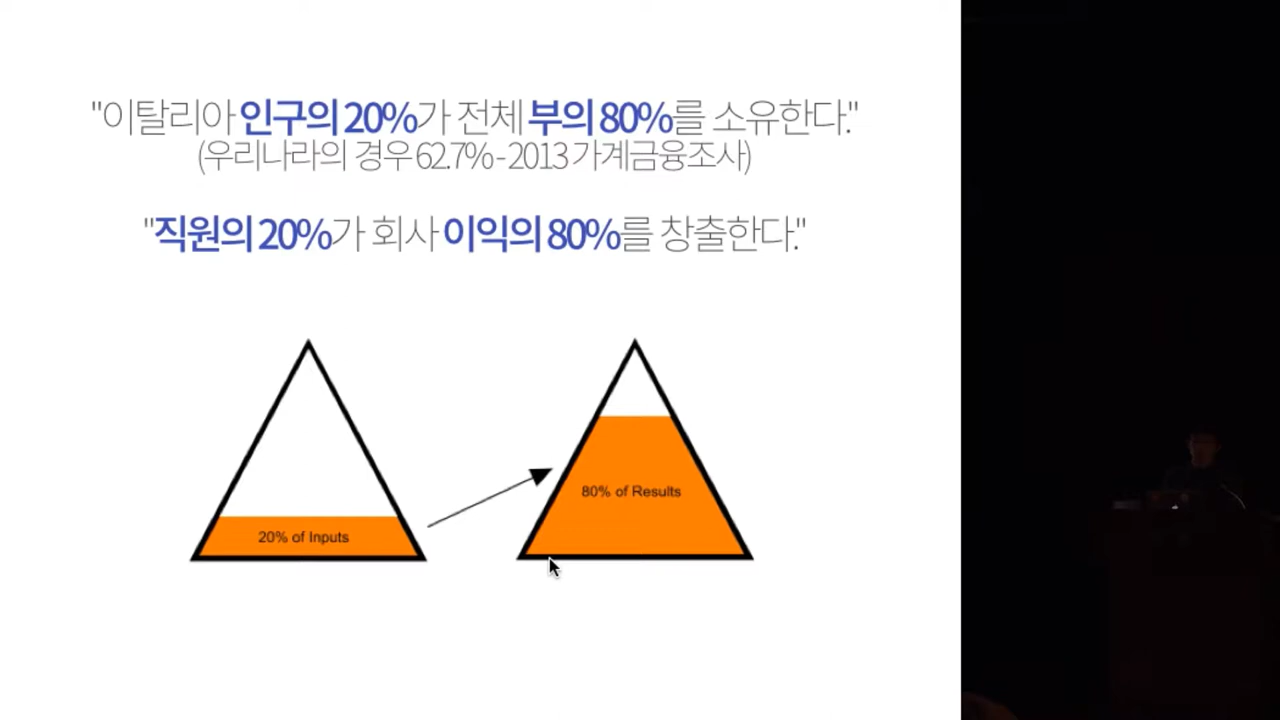 "이탈리아 인구의 20%가 전체 부의 80%를 소유한다."
(우리나라의 경우 62.7% - 2013 가계금융조사)
"직원의 20%가 회사 이익의 80%를 창출한다."
20% of Inputs
80% of Results